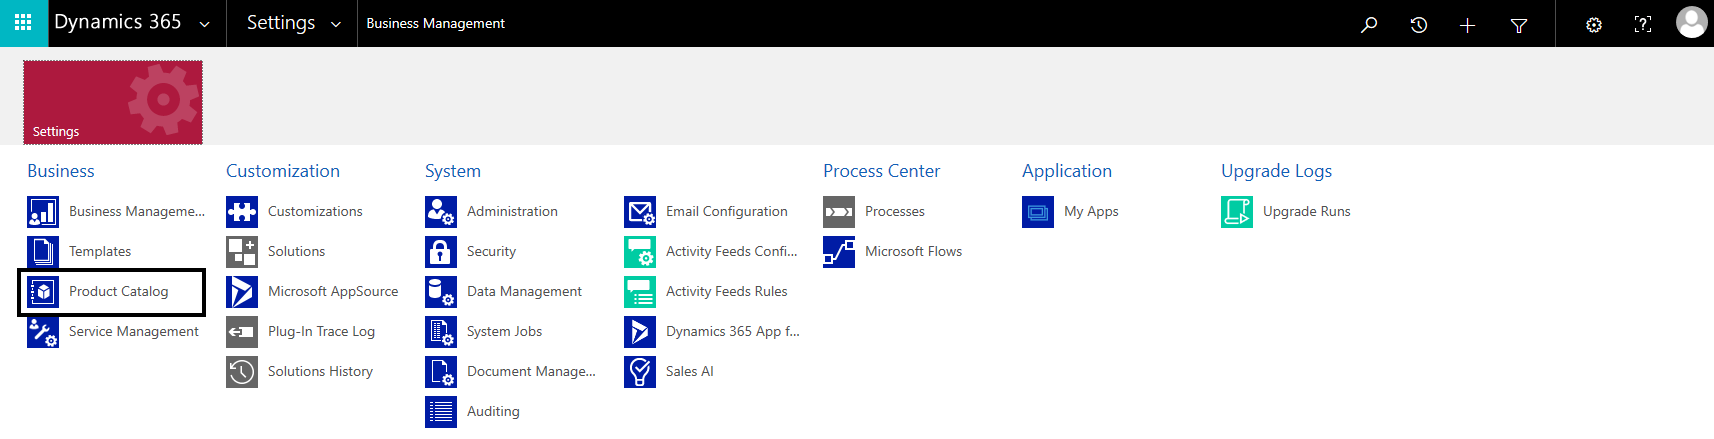 Dynamics 365
Settings
Business Management
Settings
Business
Business Manageme...
Templates
Product Catalog
Service Management
Customization
Customizations
Solutions
Microsoft AppSource
Plug-In Trace Log
Solutions History
System
Administration
Security
Data Management
System Jobs
Document Manage...
Auditing
Email Configuration
Activity Feeds Confi...
Activity Feeds Rules
Dynamics 365 App f...
Sales AI
Process Center
Processes
Microsoft Flows
Application
My Apps
Upgrade Logs
Upgrade Runs